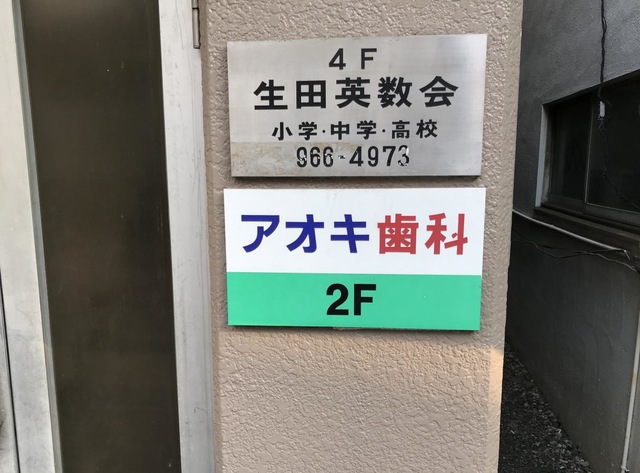 4F
生田英数会
小学・中学・高校
966-4973
アオキ歯科
2F